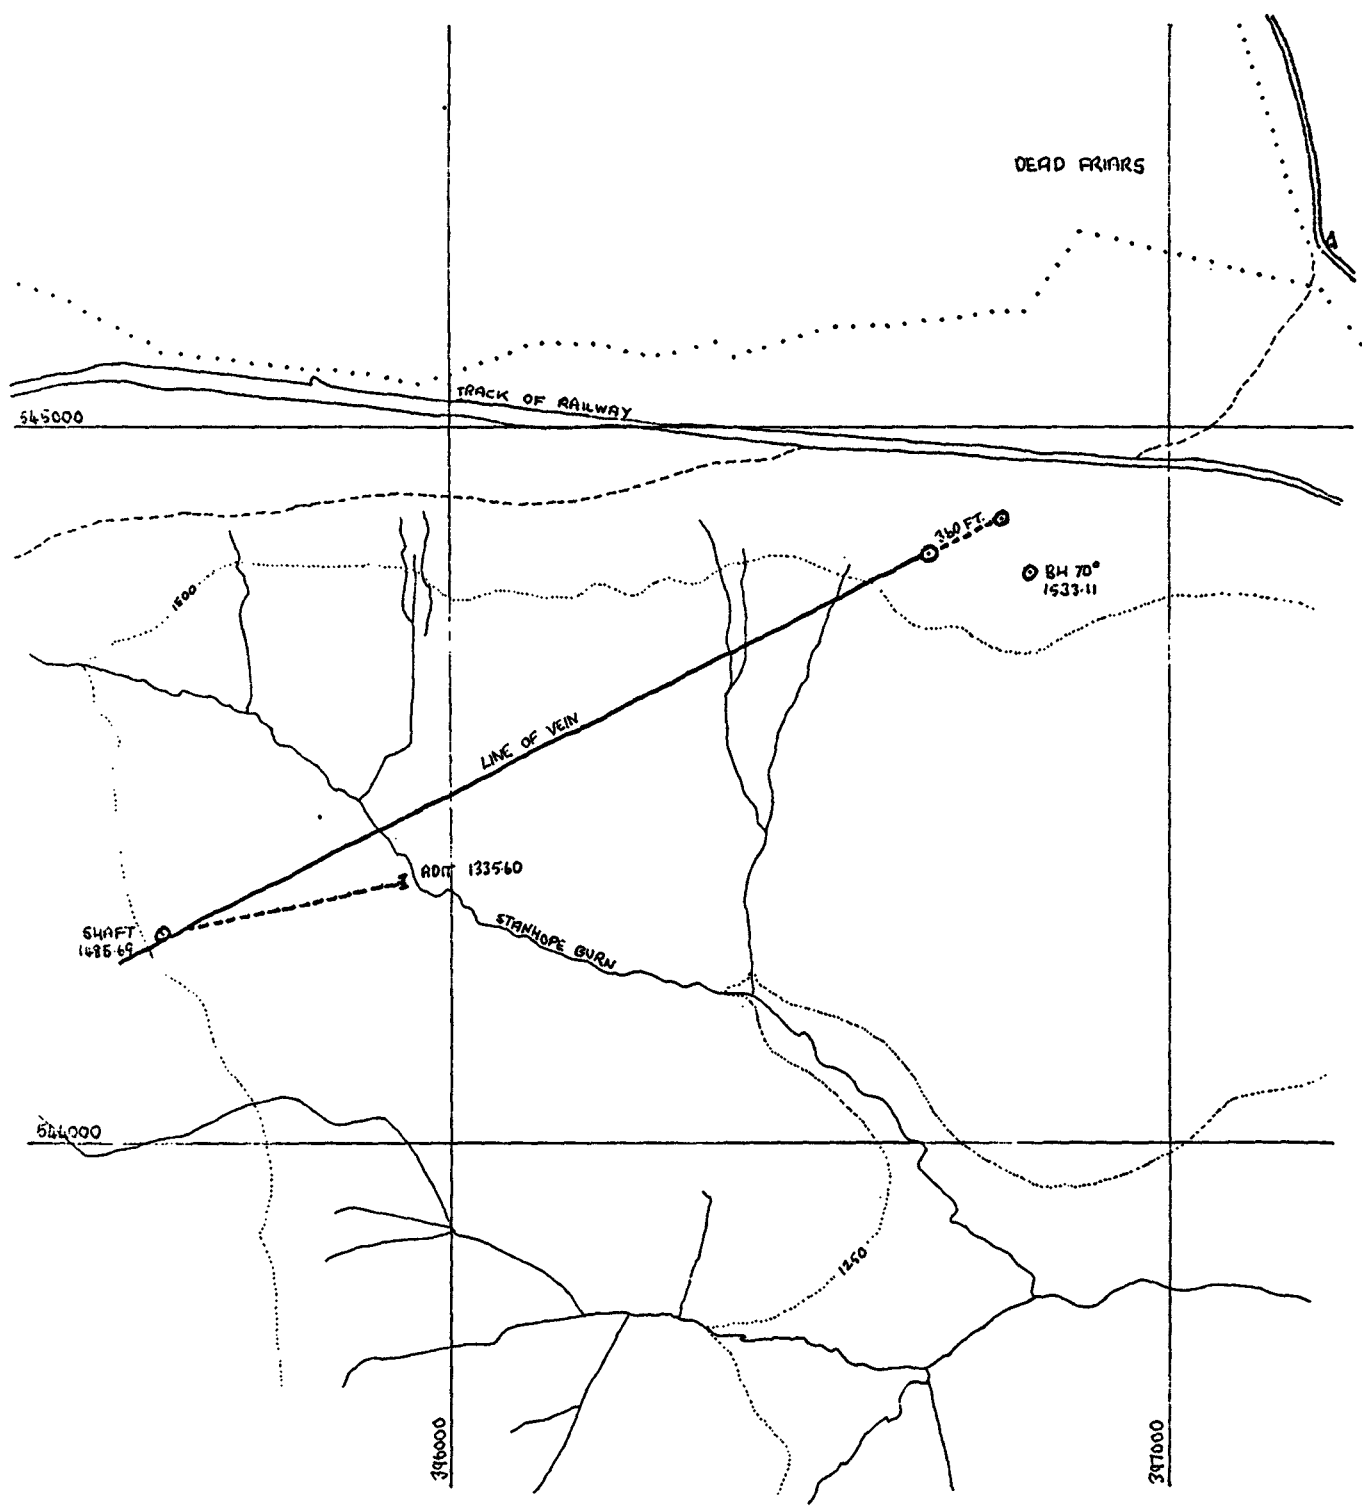 DEAD FRIARS
TRACK OF RAILWAY
545000
360 FT.
BH 70°
1533.11
1500
LINE OF VEIN
ADIT 1335.60
SHAFT
1485.69
STANHOPE BURN
544000
1250
396000
397000